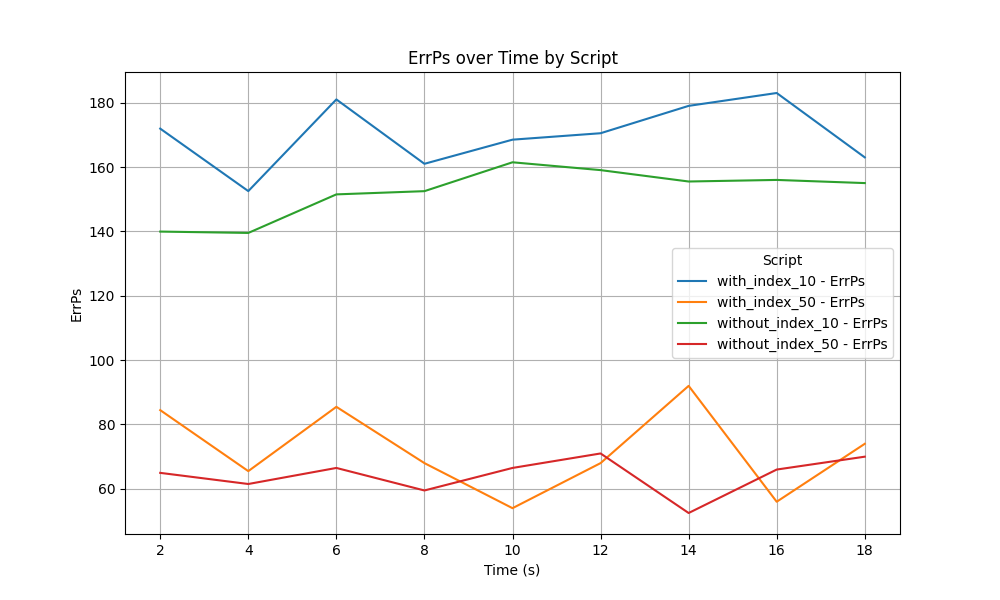 ErrPs over Time by Script
180
160
140
120
100
80
60
ErrPs
Script
with_index_10 - ErrPs
with_index_50 - ErrPs
without_index_10 - ErrPs
without_index_50 - ErrPs
2 4 6 8 10 12 14 16 18
Time (s)